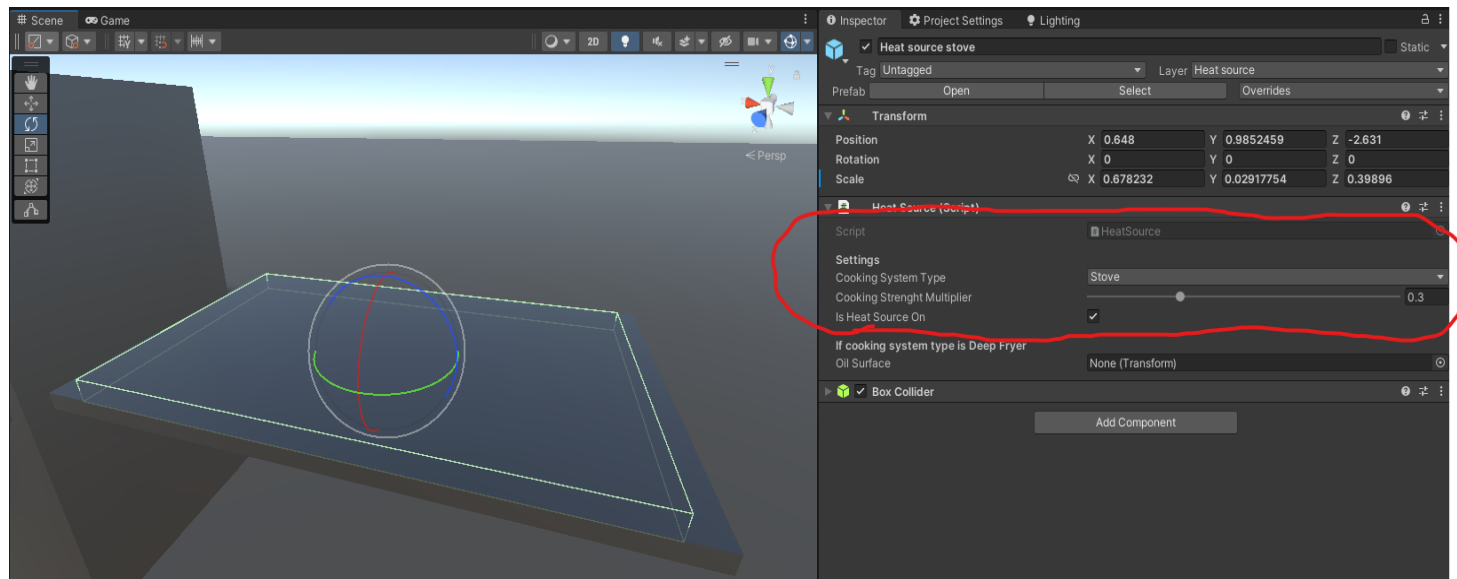 Scene Game
Inspector Project Settings Lighting
2D
Heat source stove Static
Tag Untagged Layer Heat source
Prefab Open Select Overrides
Transform
Position X 0.648 Y 0.9852459 Z -2.631
Rotation X 0 Y 0 Z 0
Scale X 0.678232 Y 0.02917754 Z 0.39896
Persp
Heat Source (Script)
Script HeatSource
Settings
Cooking System Type Stove
Cooking Strenght Multiplier 0.3
Is Heat Source On
If cooking system type is Deep Fryer
Oil Surface None (Transform)
Box Collider
Add Component